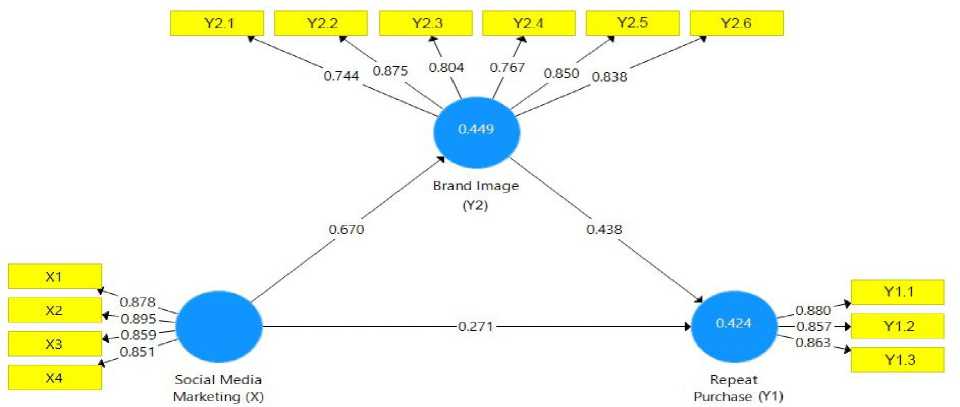 Y2.1 Y2.2 Y2.3 Y2.4 Y2.5 Y2.6
0.744 0.875 0.804 0.767 0.850 0.838
0.449
Brand Image
(Y2)
0.670 0.438
X1
X2
X3
X4
0.878
0.895
0.859
0.851
0.271
0.424
0.880
0.857
0.863
Y1.1
Y1.2
Y1.3
Social Media
Marketing (X)
Repeat
Purchase (Y1)